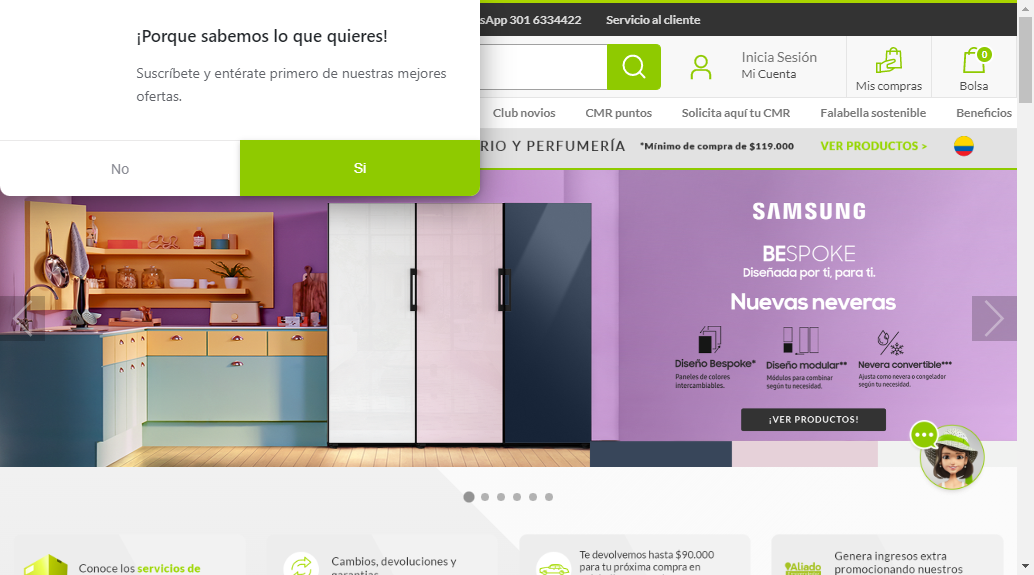 ¡Porque sabemos lo que quieres!
Suscríbete y entérate primero de nuestras mejores
ofertas.
No
Si
sApp 301 6334422
Servicio al cliente
Inicia Sesión
Mi Cuenta
Mis compras
0
Bolsa
Club novios
CMR puntos
Solicita aquí tu CMR
Falabella sostenible
Beneficios
RIO Y PERFUMERÍA
*Mínimo de compra de $119.000
VER PRODUCTOS >
SAMSUNG
BESPOKE
Diseñada por ti, para ti.
Nuevas neveras
Diseño Bespoke*
Paneles de colores
intercambiables.
Diseño modular**
Módulos para combinar
según tu necesidad.
Nevera convertible***
Ajusta como nevera o congelador
según tu necesidad.
¡VER PRODUCTOS!
Conoce los servicios de
Cambios, devoluciones y
garantias
Te devolvemos hasta $90.000
para tu próxima compra en
Aliado
Genera ingresos extra
promocionando nuestros